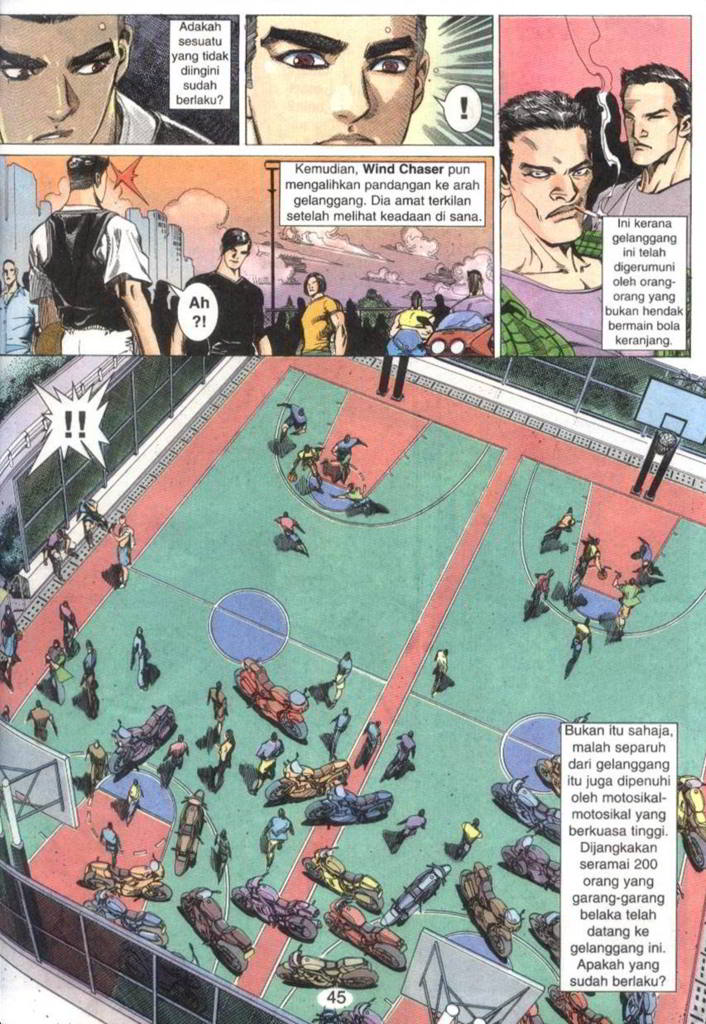 Adakah
sesuatu
yang tidak
diingini
sudah
berlaku?
!
Kemudian, Wind Chaser pun
mengalihkan pandangan ke arah
gelanggang. Dia amat terkilan
setelah melihat keadaan di sana.
Ah
?!
Ini kerana
gelanggang
ini telah
digerumuni
oleh orang-
orang yang
bukan hendak
bermain bola
keranjang.
!!
Bukan itu sahaja,
malah separuh
dari gelanggang
itu juga dipenuhi
oleh motosikal-
motosikal yang
berkuasa tinggi.
Dijangkakan
seramai 200
orang yang
garang-garang
belaka telah
datang ke
gelanggang ini.
Apakah yang
sudah berlaku?
45